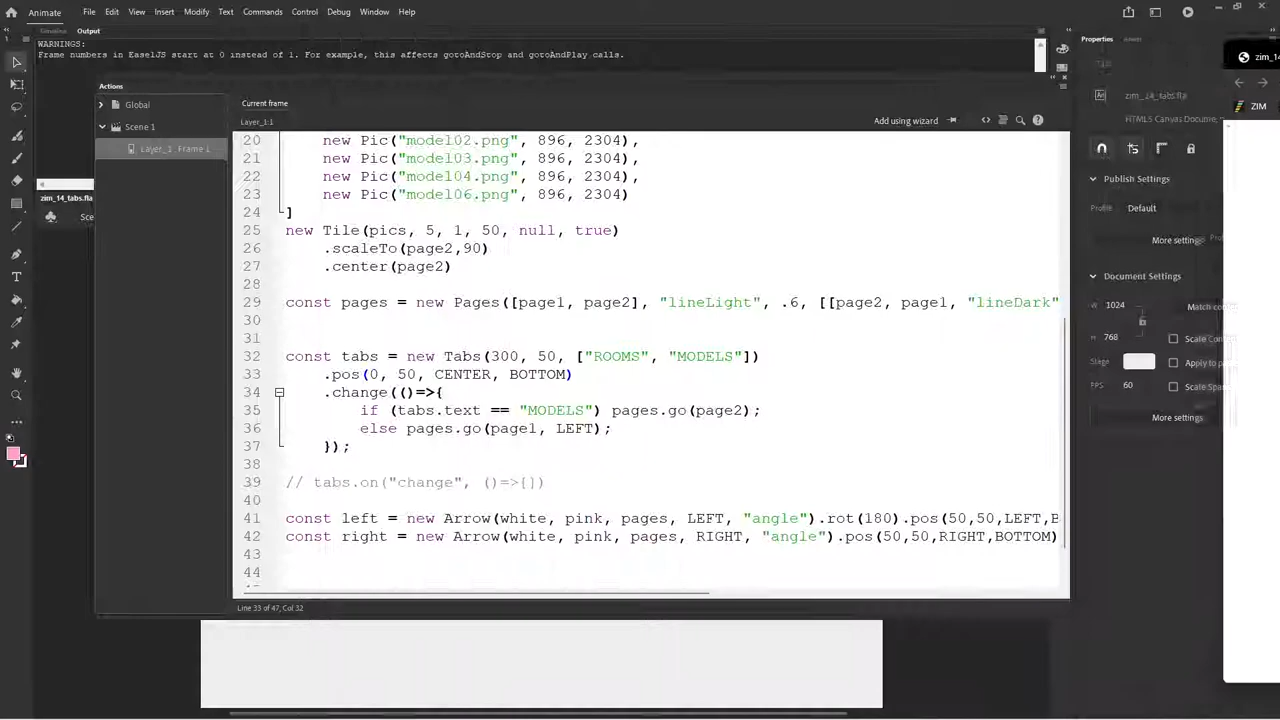 Animate File Edit View Insert Modify Text Commands Control Debug Window Help
Timeline Output
WARNINGS:
Frame numbers in EaselJS start at 0 instead of 1. For example, this affects gotoAndStop and gotoAndPlay calls.
Actions
Global
Scene 1
Layer_1: Frame 1
zim_14_tabs.fla
Sce
Current frame
Layer_1:1
Add using wizard
20 new Pic("model02.png", 896, 2304),
21 new Pic("model03.png", 896, 2304),
22 new Pic("model04.png", 896, 2304),
23 new Pic("model06.png", 896, 2304)
24 ]
25 new Tile(pics, 5, 1, 50, null, true)
26 .scaleTo(page2,90)
27 .center(page2)
28
29 const pages = new Pages([page1, page2], "lineLight", .6, [[page2, page1, "lineDark"
30
31
32 const tabs = new Tabs(300, 50, ["ROOMS", "MODELS"])
33 .pos(0, 50, CENTER, BOTTOM)
34 .change(()=>{
35 if (tabs.text == "MODELS") pages.go(page2);
36 else pages.go(page1, LEFT);
37 });
38
39 // tabs.on("change", ()=>{})
40
41 const left = new Arrow(white, pink, pages, LEFT, "angle").rot(180).pos(50,50,LEFT,B
42 const right = new Arrow(white, pink, pages, RIGHT, "angle").pos(50,50,RIGHT,BOTTOM)
43
44
Line 33 of 47, Col 32
Properties
HTML5 Canvas Docume
Publish Settings
Profile Default
More settings
Document Settings
W 1024
Match con
H 768
Scale Con
Stage
Apply to p
FPS 60
Scale Spa
More settings
zim_14
ZIM